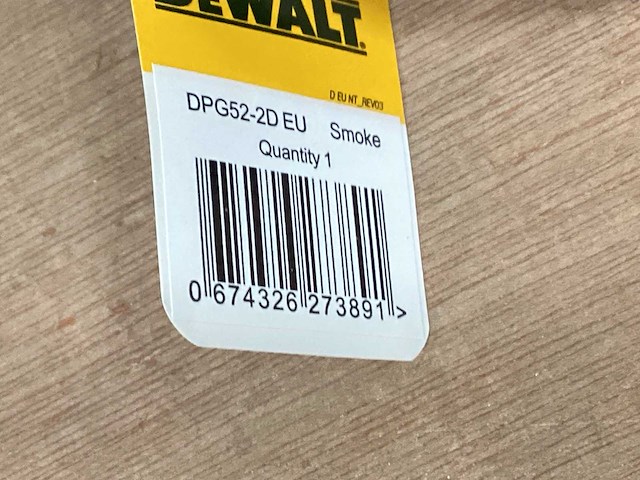 DEWALT.
D EU NT_REV03
DPG52-2D EU Smoke
Quantity 1
0 674326 273891 >